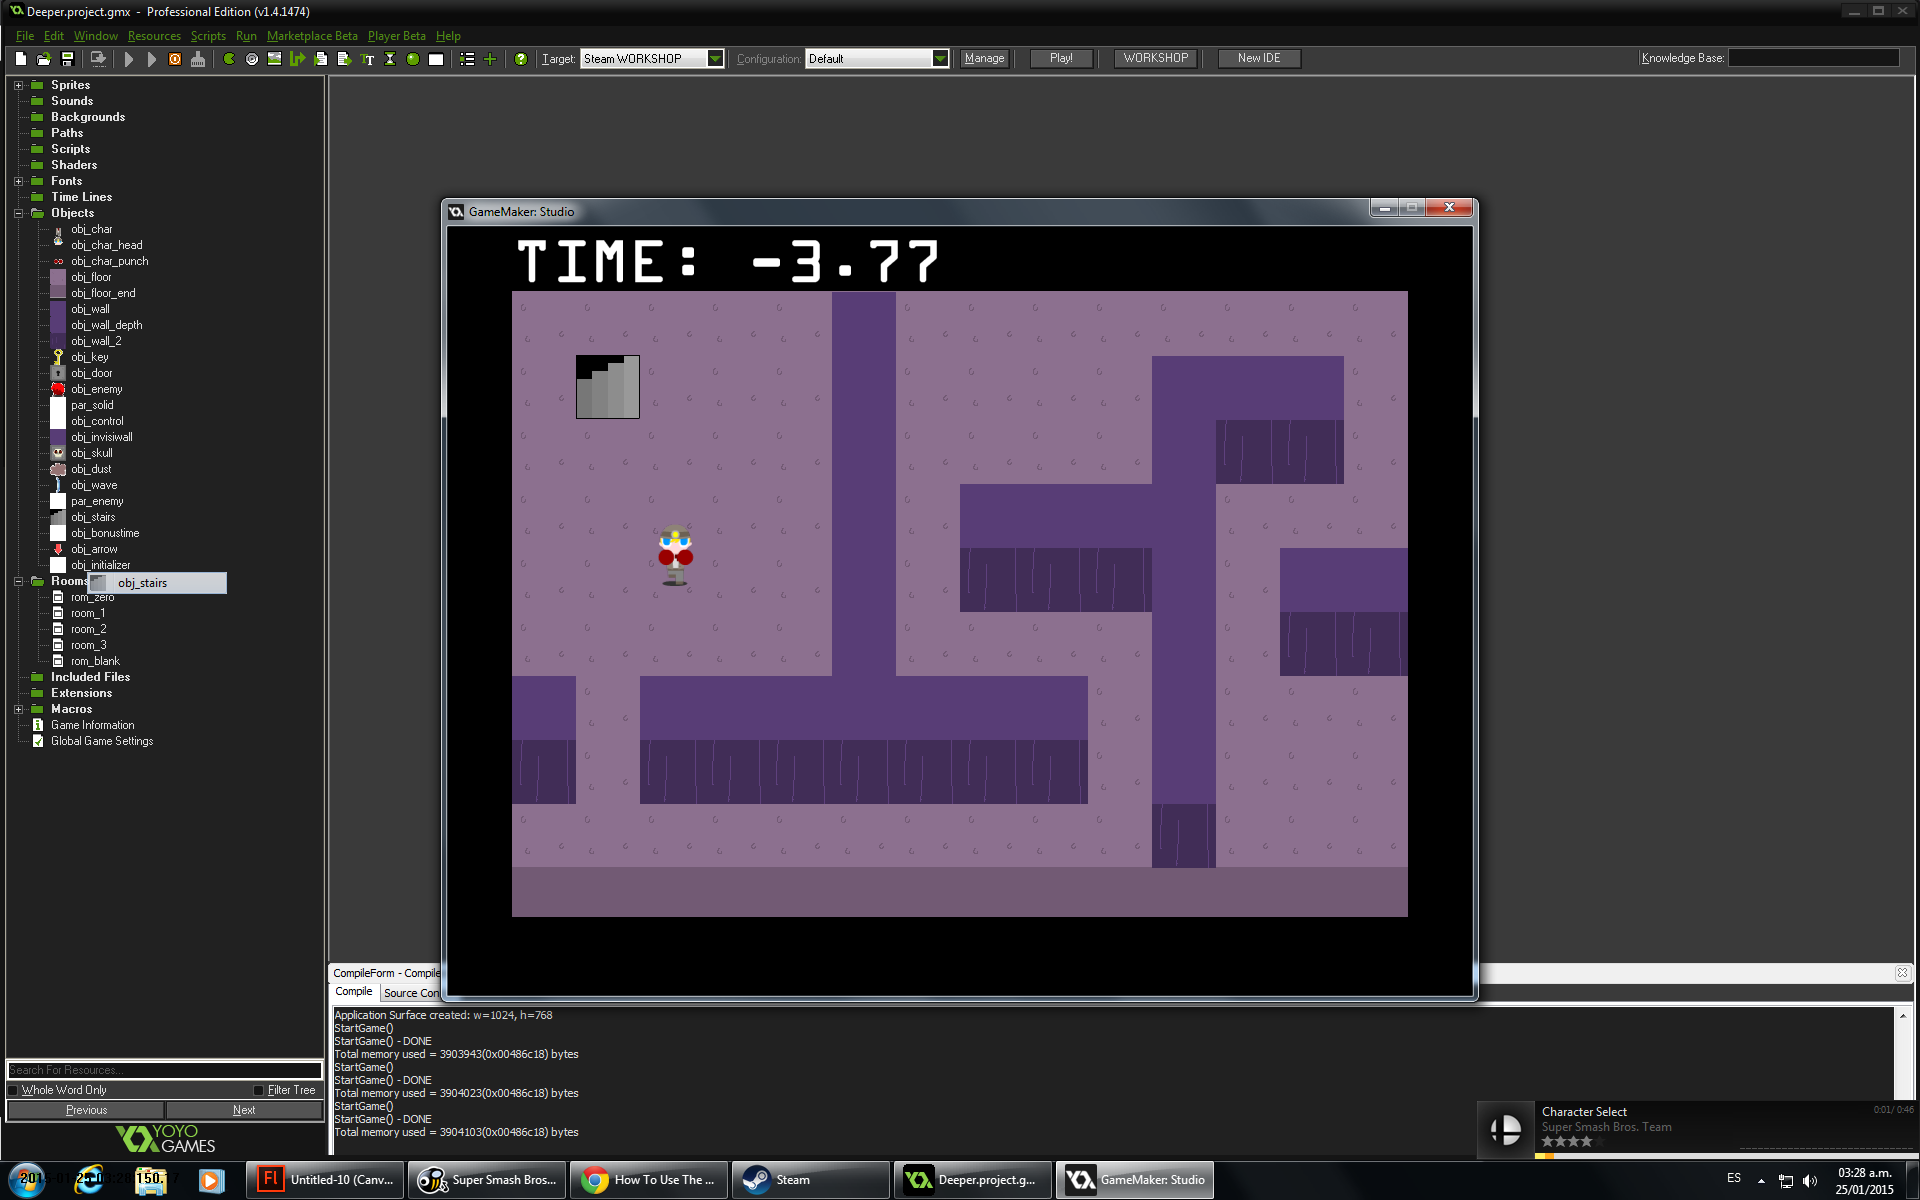 Deeper.project.gmx - Professional Edition (v1.4.1474)
File Edit Window Resources Scripts Run Marketplace Beta Player Beta Help
Target: Steam WORKSHOP Configuration: Default Manage Play! WORKSHOP New IDE Knowledge Base:
Sprites
Sounds
Backgrounds
Paths
Scripts
Shaders
Fonts
Time Lines
Objects
obj_char
obj_char_head
obj_char_punch
obj_floor
obj_floor_end
obj_wall
obj_wall_depth
obj_wall_2
obj_key
obj_door
obj_enemy
par_solid
obj_control
obj_invisiwall
obj_skull
obj_dust
obj_wave
par_enemy
obj_stairs
obj_bonustime
obj_arrow
obj_initializer
Rooms
obj_stairs
rom_zero
room_1
room_2
room_3
rom_blank
Included Files
Extensions
Macros
Game Information
Global Game Settings
GameMaker: Studio
TIME: -3.77
Search For Resources...
Whole Word Only Filter Tree
Previous Next
YOYO
GAMES
CompileForm - Compile
Compile Source Con
Application Surface created: w=1024, h=768
StartGame()
StartGame() - DONE
Total memory used = 3903943(0x00486c18) bytes
StartGame()
StartGame() - DONE
Total memory used = 3904023(0x00486c18) bytes
StartGame()
StartGame() - DONE
Total memory used = 3904103(0x00486c18) bytes
Character Select 0:01/ 0:46
Super Smash Bros. Team
Fl Untitled-10 (Canv... Super Smash Bros... How To Use The ... Steam Deeper.project.g... GameMaker: Studio
ES 03:28 a.m.
25/01/2015